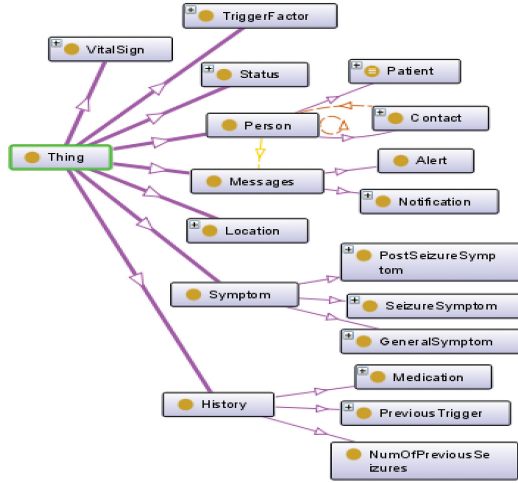 TriggerFactor
VitalSign
Status
Patient
Person
Contact
Thing
Alert
Messages
Notification
Location
PostSeizureSymp
tom
Symptom
SeizureSymptom
GeneralSymptom
Medication
History
PreviousTrigger
NumOfPreviousSe
izures